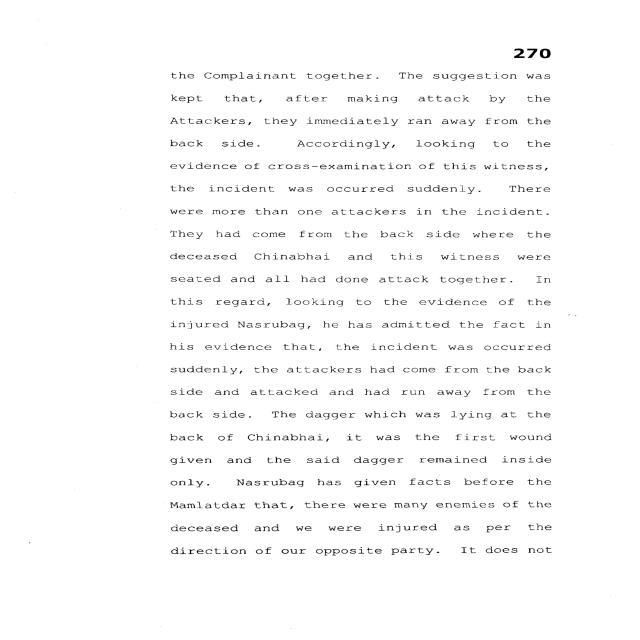 270
the Complainant together. The suggestion was
kept that, after making attack by the
Attackers, they immediately ran away from the
back side. Accordingly, looking to the
evidence of cross-examination of this witness,
the incident was occurred suddenly. There
were more than one attackers in the incident.
They had come from the back side where the
deceased Chinabhai and this witness were
seated and all had done attack together. In
this regard, looking to the evidence of the
injured Nasrubag, he has admitted the fact in
his evidence that, the incident was occurred
suddenly, the attackers had come from the back
side and attacked and had run away from the
back side. The dagger which was lying at the
back of Chinabhai, it was the first wound
given and the said dagger remained inside
only. Nasrubag has given facts before the
Mamlatdar that, there were many enemies of the
deceased and we were injured as per the
direction of our opposite party. It does not